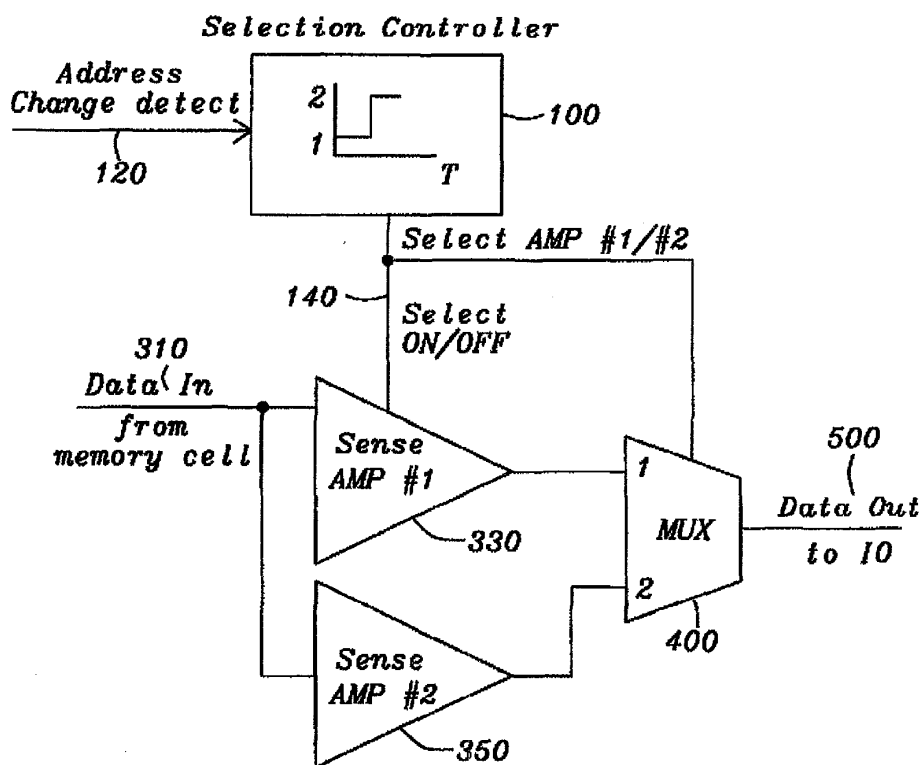 Selection Controller
Address
Change detect
120
2
1
T
100
Select AMP #1/#2
140
Select
ON/OFF
310
Data In
from
memory cell
Sense
AMP #1
330
Sense
AMP #2
350
1
MUX
2
400
500
Data Out
to IO